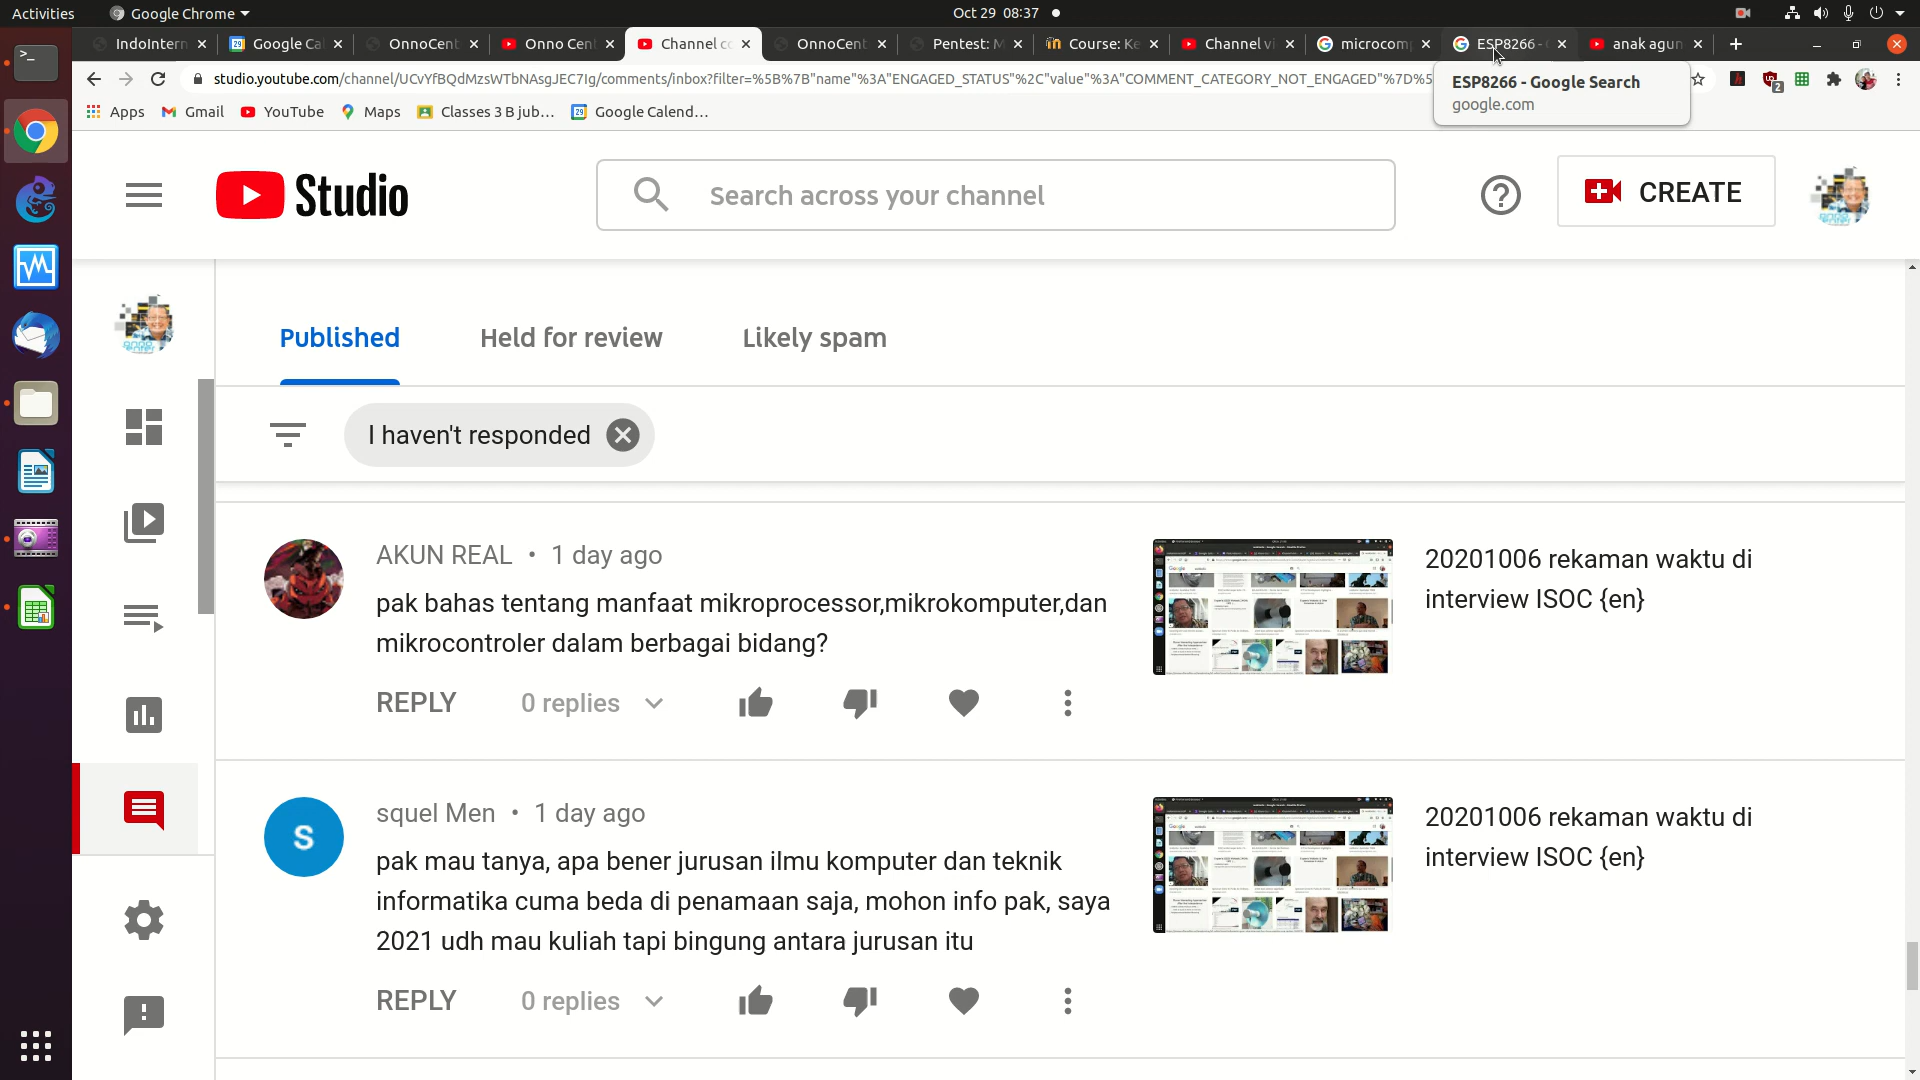 Activities
Google Chrome
Oct 29 08:37
IndoIntern
Google Cal
OnnoCent
Onno Cent
Channel co
OnnoCent
Pentest: M
Course: Ke
Channel vi
microcom
ESP8266 - G
anak agun
studio.youtube.com/channel/UCvYfBQdMzsWTbNAsgJEC7Ig/comments/inbox?filter=%5B%7B"name"%3A"ENGAGED_STATUS"%2C"value"%3A"COMMENT_CATEGORY_NOT_ENGAGED"%7D%5
2
ESP8266 - Google Search
google.com
Apps
Gmail
YouTube
Maps
Classes 3 B jub...
Google Calend...
Studio
Search across your channel
CREATE
Published
Held for review
Likely spam
I haven't responded
AKUN REAL • 1 day ago
pak bahas tentang manfaat mikroprocessor,mikrokomputer,dan
mikrocontroler dalam berbagai bidang?
REPLY
0 replies
20201006 rekaman waktu di
interview ISOC {en}
S
squel Men • 1 day ago
pak mau tanya, apa bener jurusan ilmu komputer dan teknik
informatika cuma beda di penamaan saja, mohon info pak, saya
2021 udh mau kuliah tapi bingung antara jurusan itu
REPLY
0 replies
20201006 rekaman waktu di
interview ISOC {en}